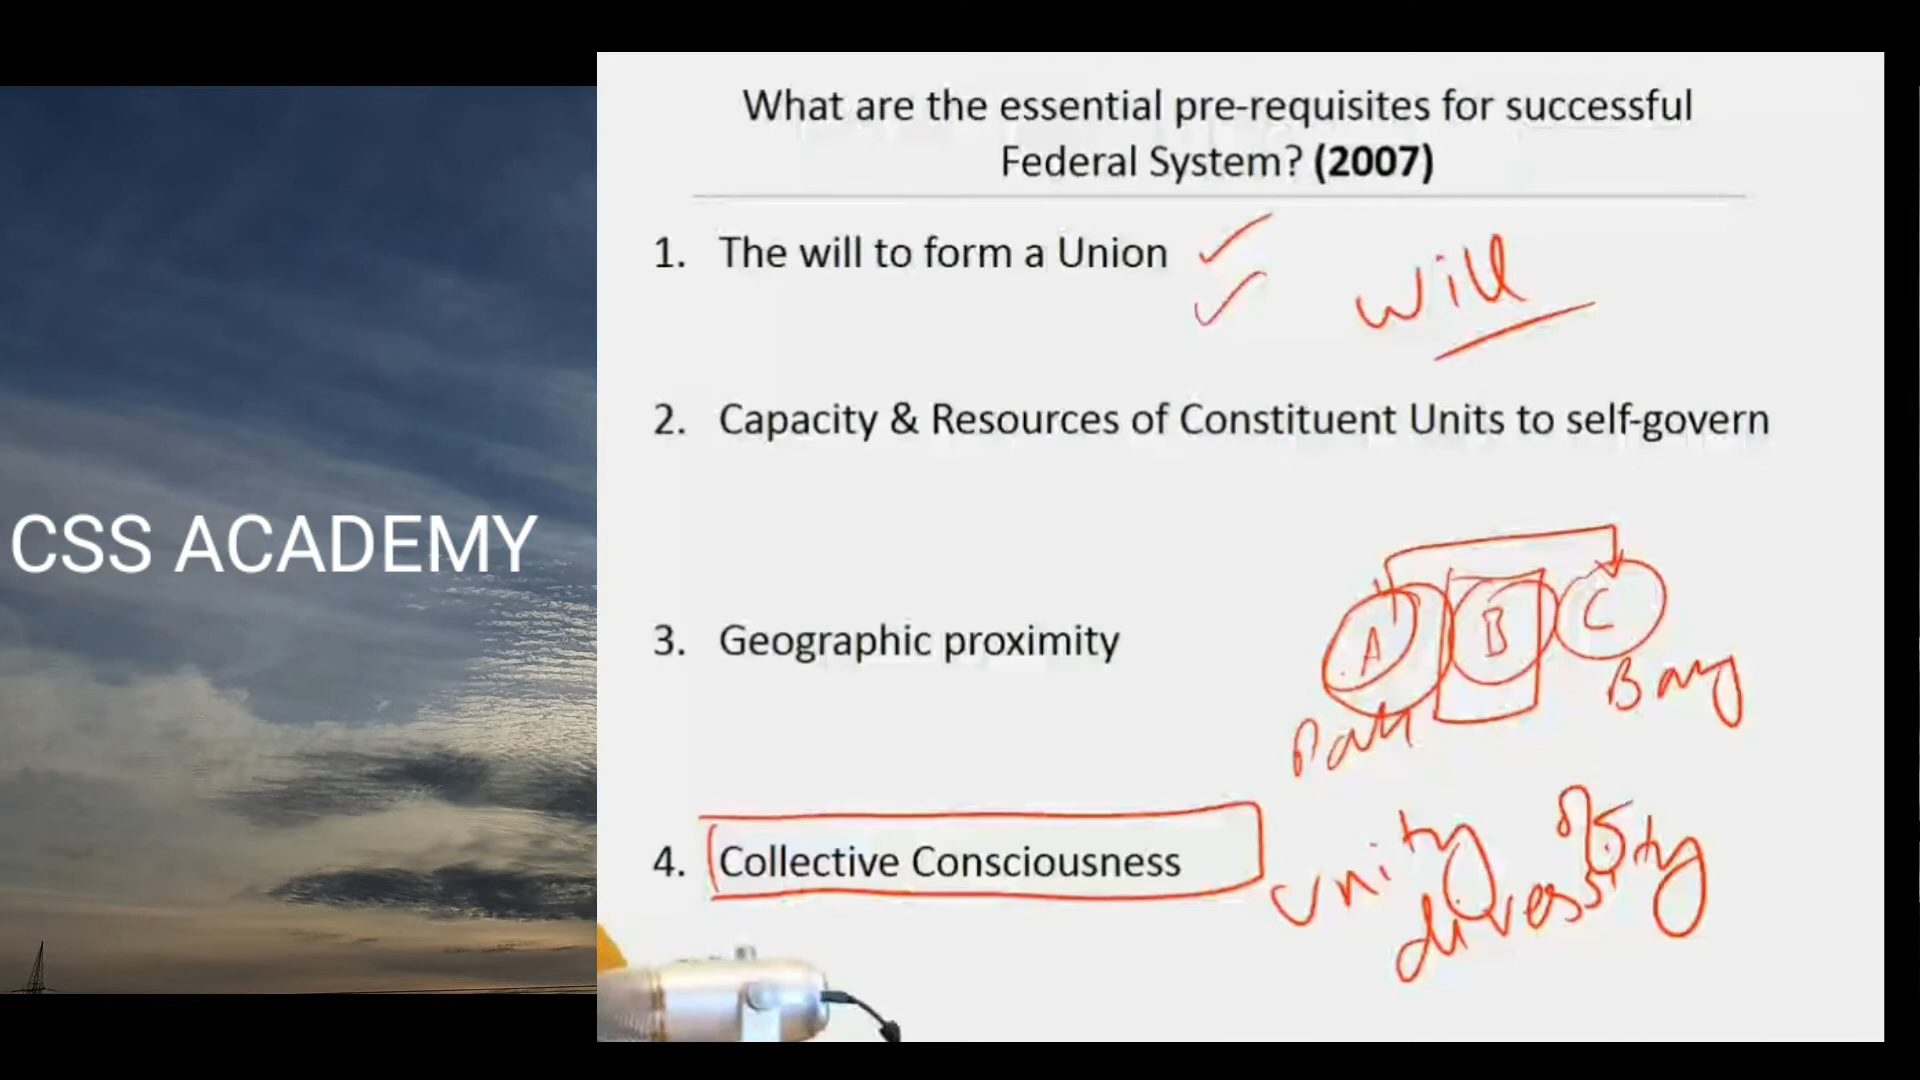 CSS ACADEMY
What are the essential pre-requisites for successful
Federal System? (2007)
1. The will to form a Union
will
2. Capacity & Resources of Constituent Units to self-govern
A B C
3. Geographic proximity
4. Collective Consciousness
unity
diversity